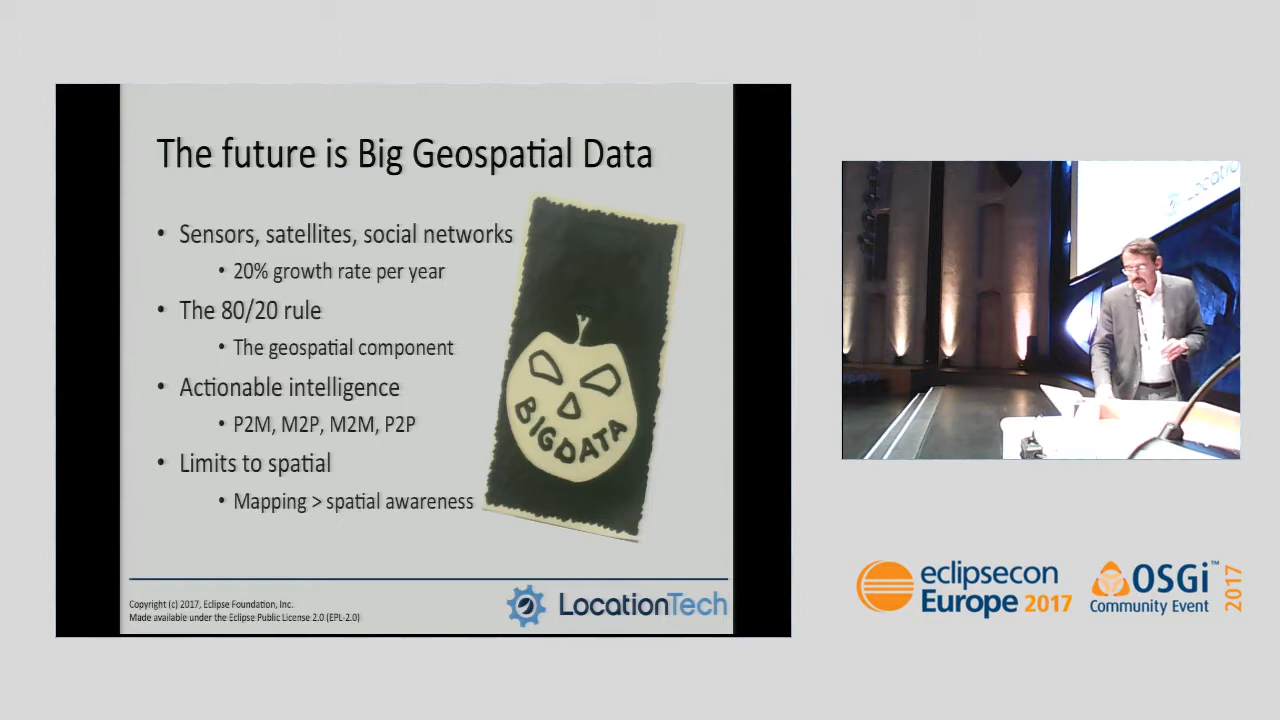 The future is Big Geospatial Data
• Sensors, satellites, social networks
• 20% growth rate per year
• The 80/20 rule
• The geospatial component
• Actionable intelligence
• P2M, M2P, M2M, P2P
• Limits to spatial
• Mapping > spatial awareness
BIGDATA
Copyright (c) 2017, Eclipse Foundation, Inc.
Made available under the Eclipse Public License 2.0 (EPL-2.0)
LocationTech
Locatio
eclipsecon
Europe 2017
OSGi™
Community Event
2017